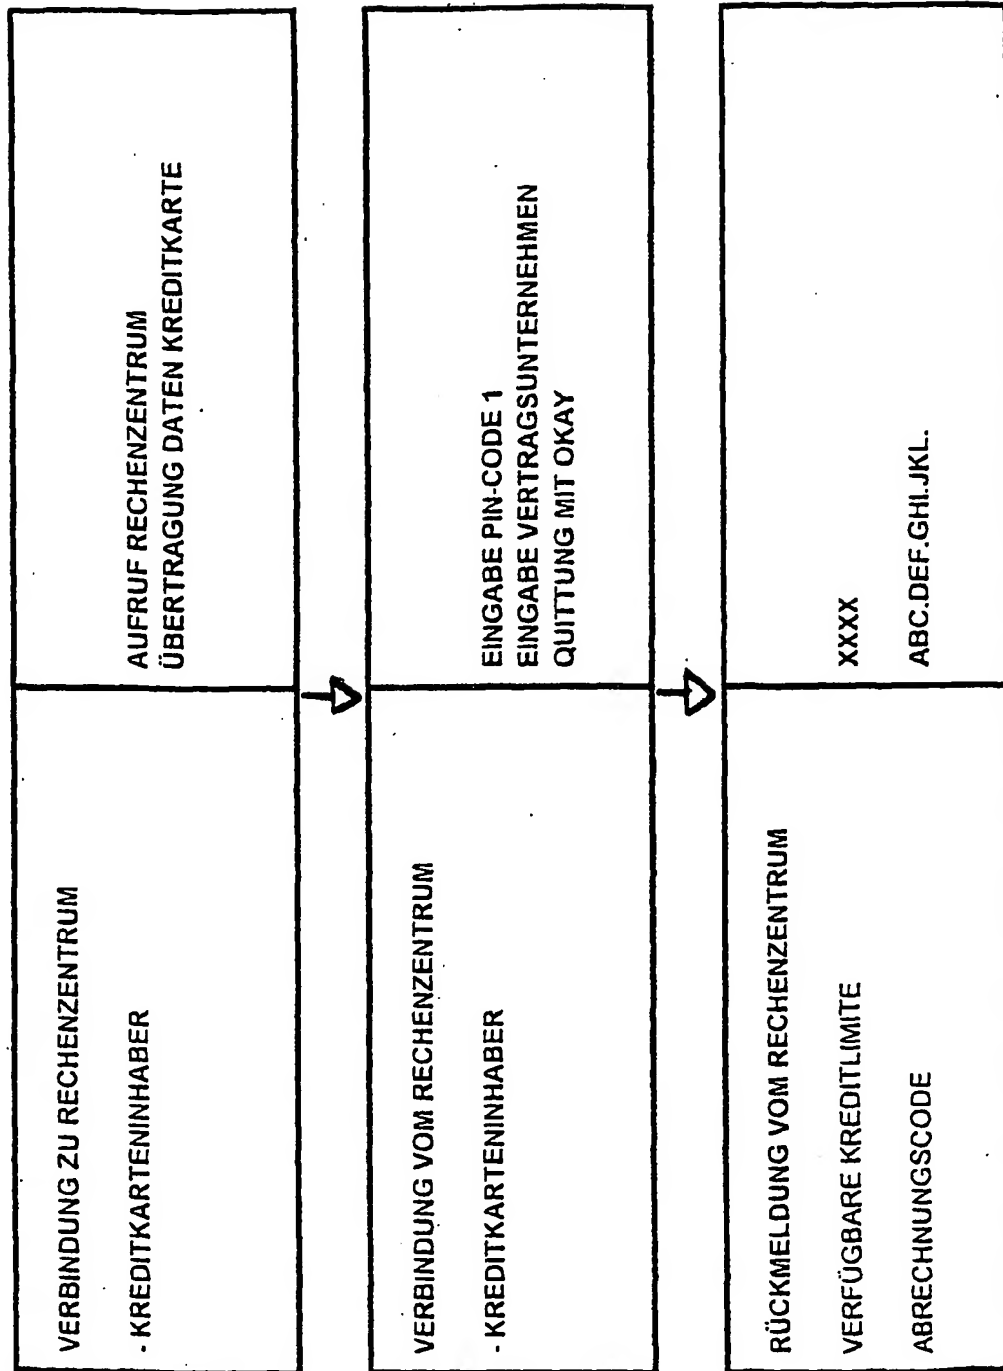 VERBINDUNG ZU RECHENZENTRUM
- KREDITKARTENINHABER
AUFRUF RECHENZENTRUM
ÜBERTRAGUNG DATEN KREDITKARTE
VERBINDUNG VOM RECHENZENTRUM
- KREDITKARTENINHABER
EINGABE PIN-CODE 1
EINGABE VERTRAGSUNTERNEHMEN
QUITTUNG MIT OKAY
RÜCKMELDUNG VOM RECHENZENTRUM
VERFÜGBARE KREDITLIMITE
XXXX
ABRECHNUNGSCODE
ABC.DEF.GHI.JKL.